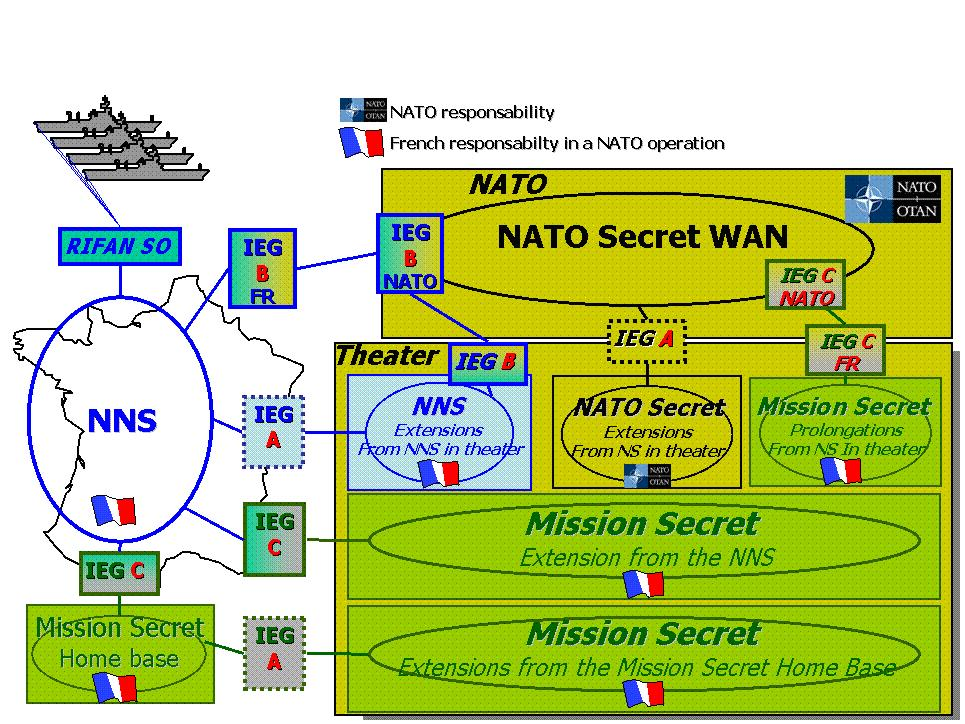 NATO
OTAN
NATO responsability
French responsabilty in a NATO operation
NATO
NATO
OTAN
NATO Secret WAN
RIFAN SO
IEG
B
FR
IEG
B
NATO
IEG C
NATO
IEG A
IEG C
FR
Theater
IEG B
NNS
NNS
Extensions
From NNS in theater
NATO Secret
Extensions
From NS in theater
NATO
OTAN
Mission Secret
Prolongations
From NS In theater
IEG
A
IEG
C
Mission Secret
Extension from the NNS
IEG C
Mission Secret
Home base
IEG
A
Mission Secret
Extensions from the Mission Secret Home Base